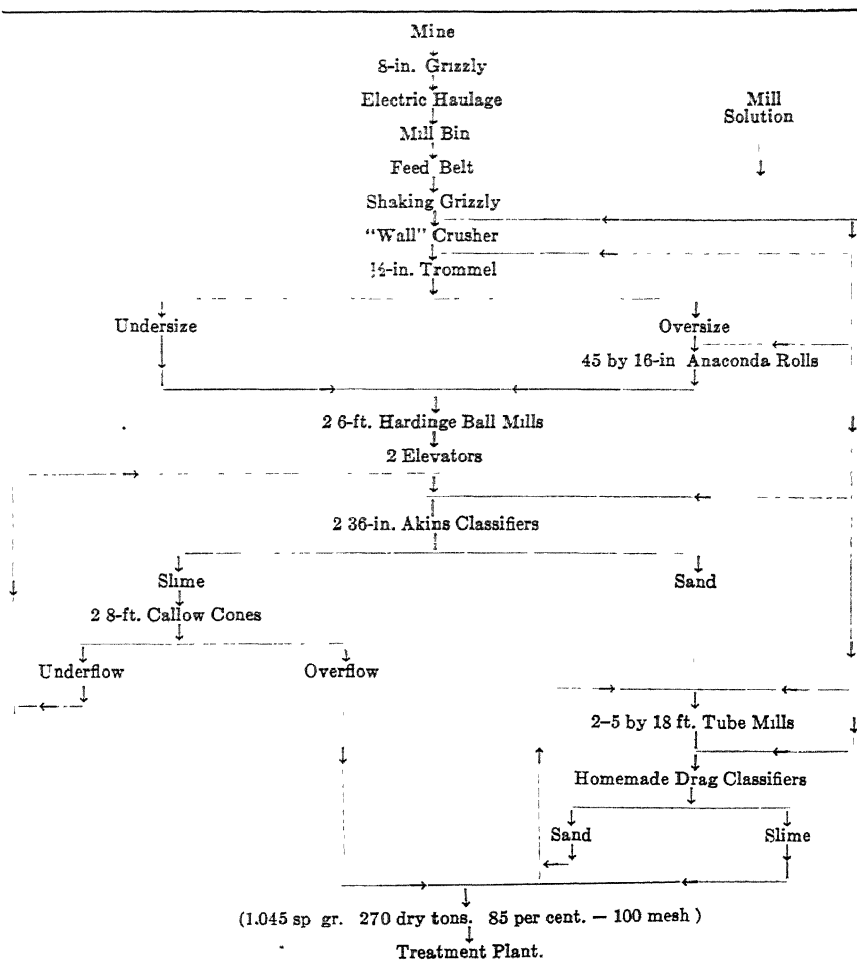 Mine
8-in. Grizzly
Electric Haulage
Mill
Solution
Mill Bin
Feed Belt
Shaking Grizzly
"Wall" Crusher
1½-in. Trommel
Undersize
Oversize
45 by 16-in Anaconda Rolls
2 6-ft. Hardinge Ball Mills
2 Elevators
2 36-in. Akins Classifiers
Slime
Sand
2 8-ft. Callow Cones
Underflow
Overflow
2-5 by 18 ft. Tube Mills
Homemade Drag Classifiers
Sand
Slime
(1.045 sp gr. 270 dry tons. 85 per cent. – 100 mesh)
Treatment Plant.